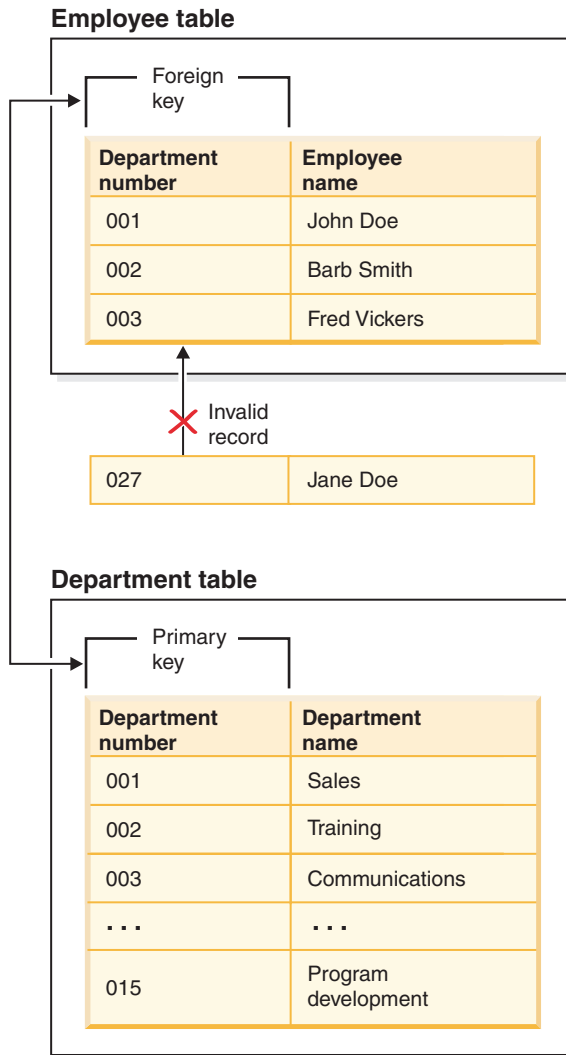 Employee table
Foreign
key
Department number
Employee name
001 John Doe
002 Barb Smith
003 Fred Vickers
Invalid
record
027 Jane Doe
Department table
Primary
key
Department number
Department name
001 Sales
002 Training
003 Communications
... ...
015 Program development